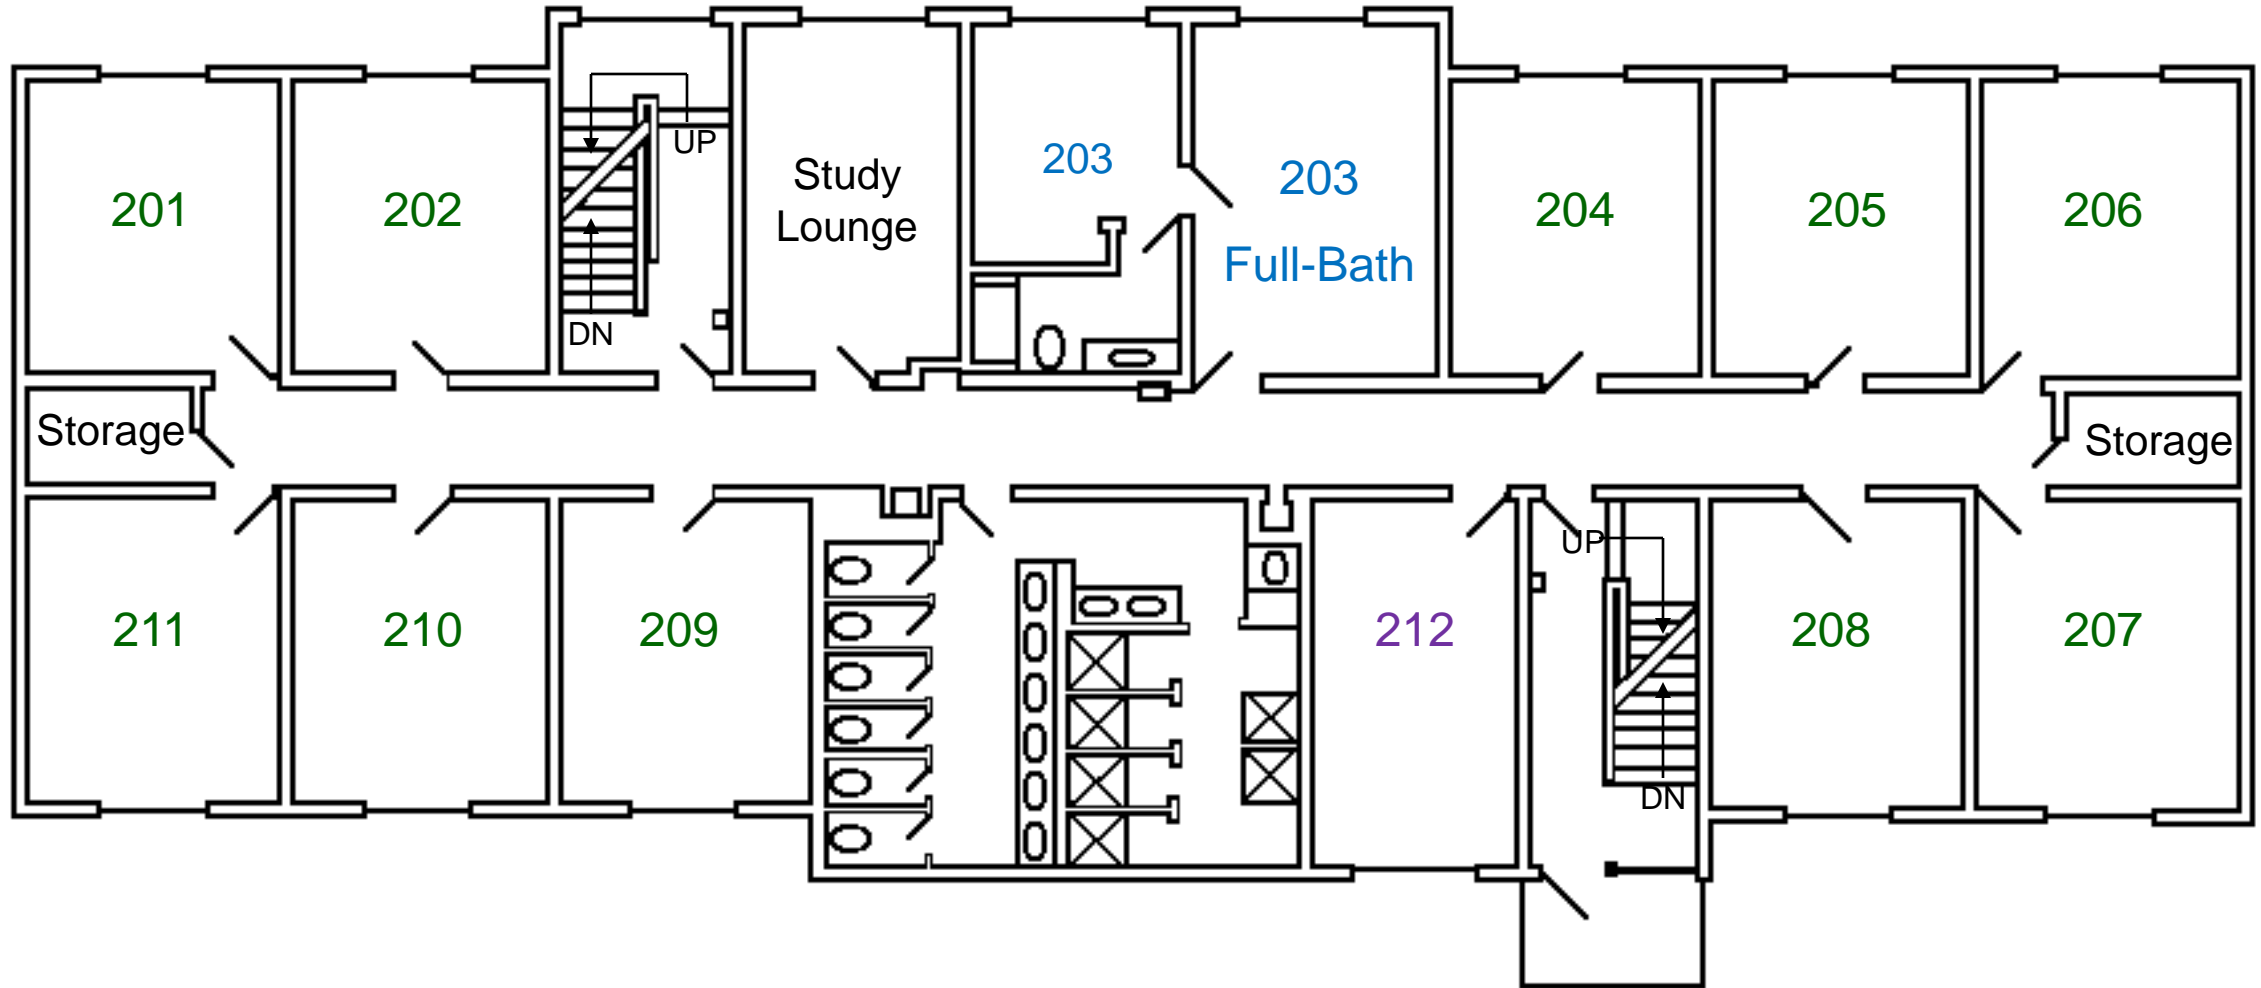 UP
203
Study
Lounge
203
201
202
204
205
206
Full-Bath
DN
Storage
Storage
UP
211
210
209
212
208
207
DN